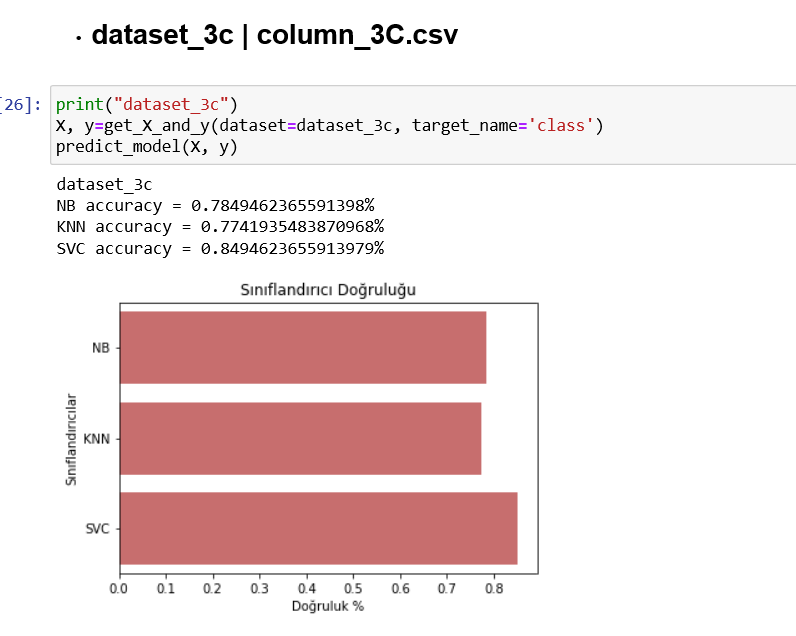 • dataset_3c | column_3C.csv
[26]: print("dataset_3c")
X, y=get_X_and_y(dataset=dataset_3c, target_name='class')
predict_model(X, y)
dataset_3c
NB accuracy = 0.7849462365591398%
KNN accuracy = 0.7741935483870968%
SVC accuracy = 0.8494623655913979%
Sınıflandırıcı Doğruluğu
Sınıflandırıcılar
NB
KNN
SVC
0.0 0.1 0.2 0.3 0.4 0.5 0.6 0.7 0.8
Doğruluk %